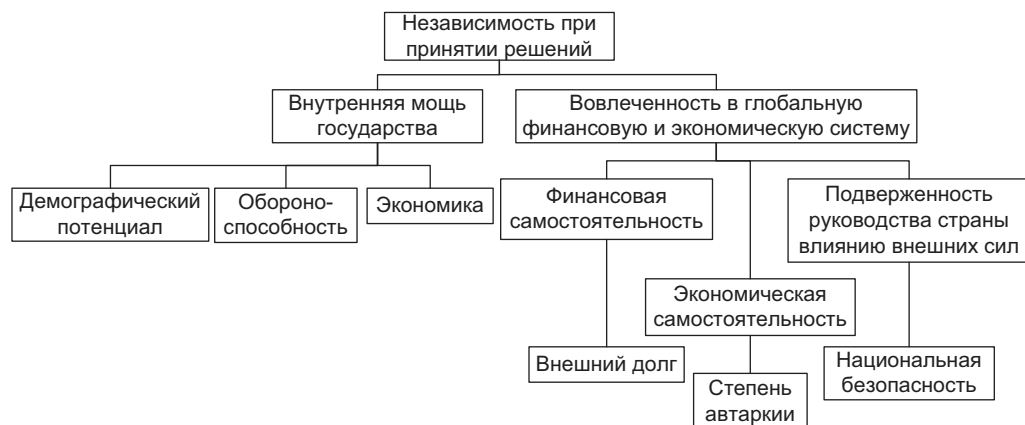 Независимость при
принятии решений
Внутренняя мощь
государства
Вовлеченность в глобальную
финансовую и экономическую систему
Демографический
потенциал
Обороно-
способность
Экономика
Финансовая
самостоятельность
Подверженность
руководства страны
влиянию внешних сил
Экономическая
самостоятельность
Внешний долг
Национальная
безопасность
Степень
автаркии